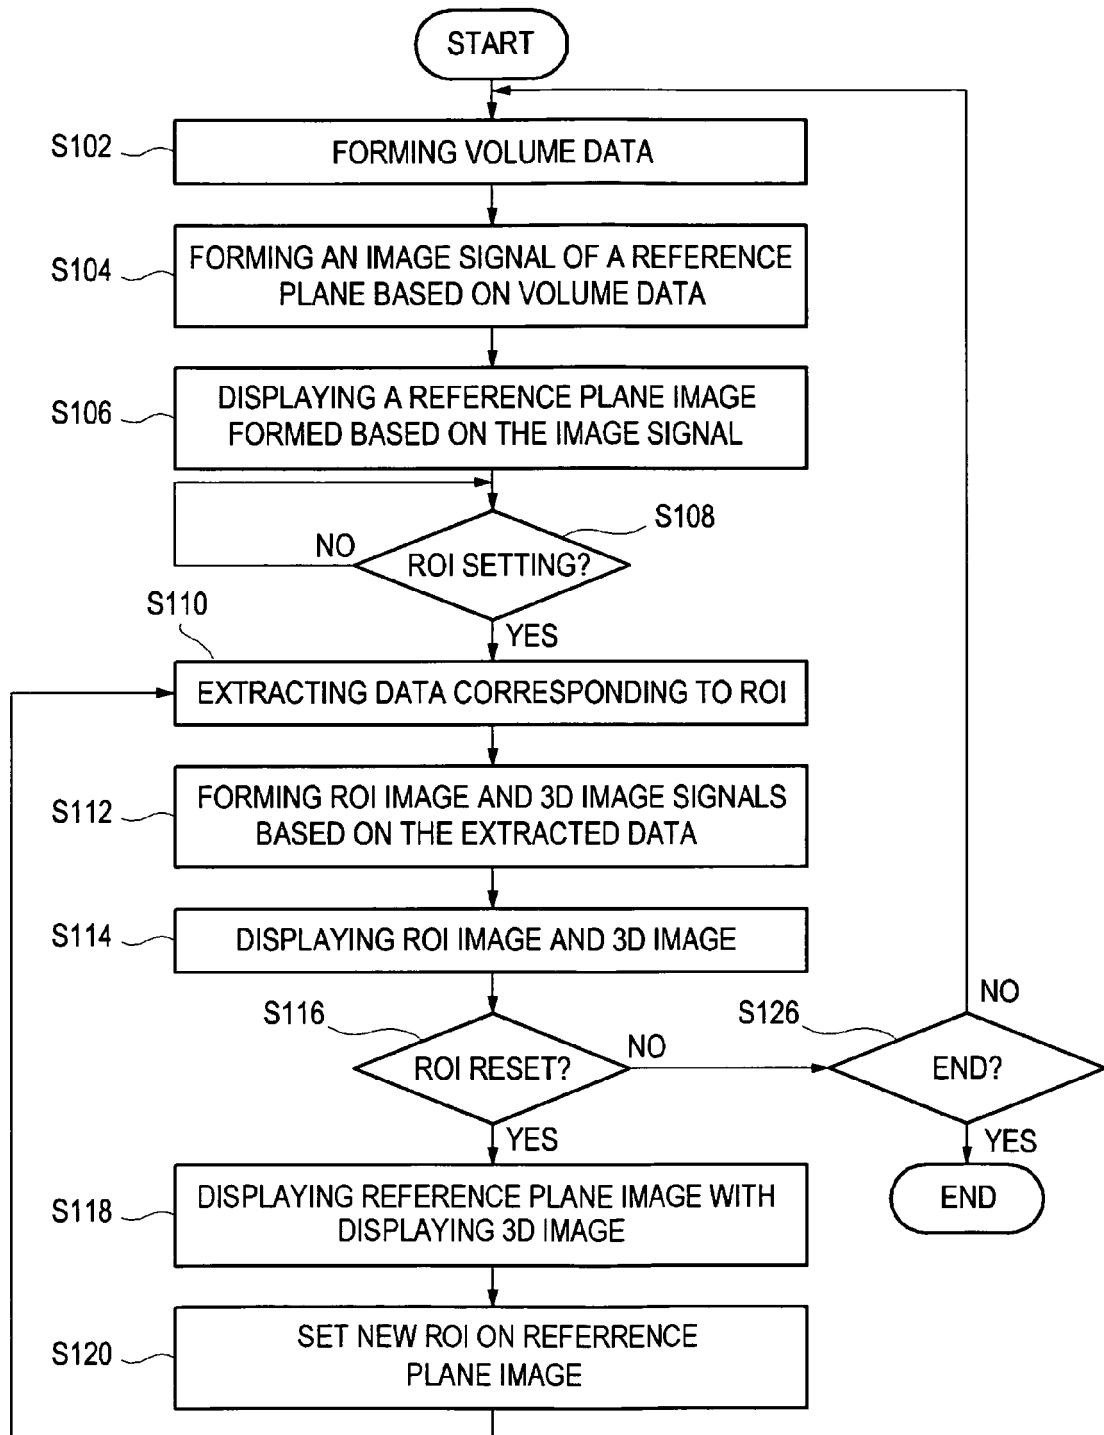 START
S102
FORMING VOLUME DATA
S104
FORMING AN IMAGE SIGNAL OF A REFERENCE
PLANE BASED ON VOLUME DATA
S106
DISPLAYING A REFERENCE PLANE IMAGE
FORMED BASED ON THE IMAGE SIGNAL
S108
NO
ROI SETTING?
YES
S110
EXTRACTING DATA CORRESPONDING TO ROI
S112
FORMING ROI IMAGE AND 3D IMAGE SIGNALS
BASED ON THE EXTRACTED DATA
S114
DISPLAYING ROI IMAGE AND 3D IMAGE
S116
ROI RESET?
NO
S126
NO
END?
YES
YES
END
S118
DISPLAYING REFERENCE PLANE IMAGE WITH
DISPLAYING 3D IMAGE
S120
SET NEW ROI ON REFERRENCE
PLANE IMAGE